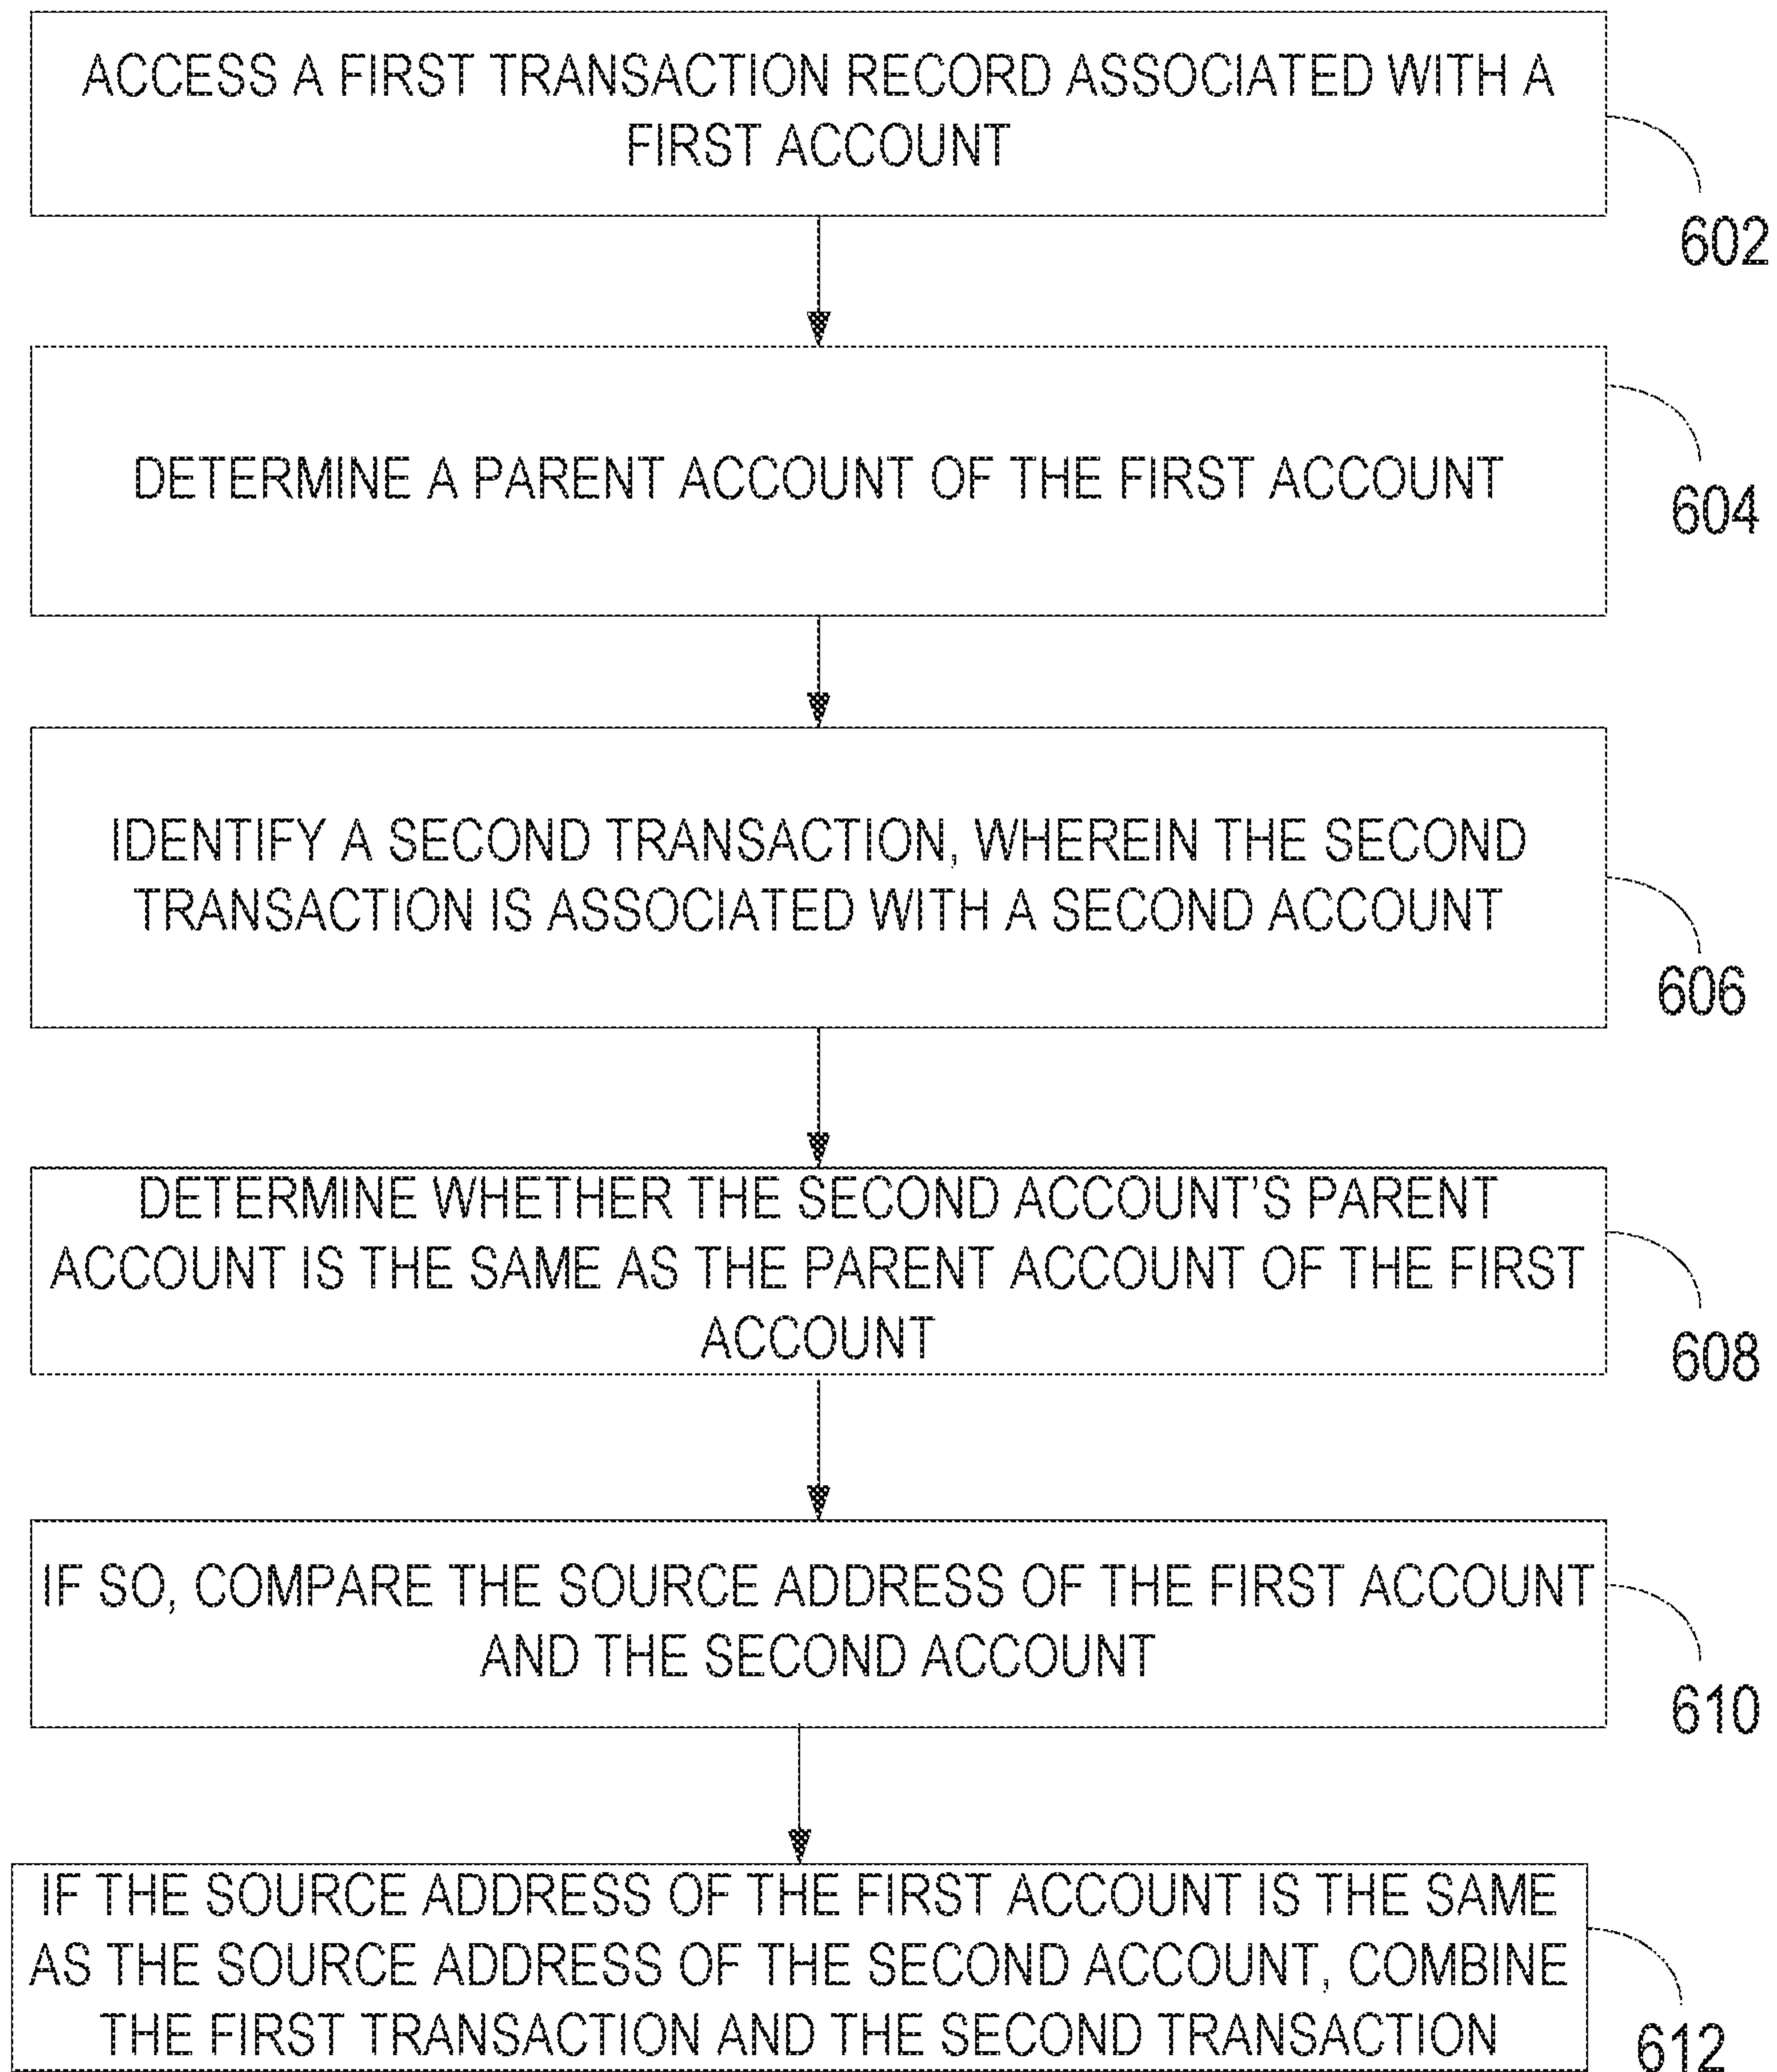 ACCESS A FIRST TRANSACTION RECORD ASSOCIATED WITH A
FIRST ACCOUNT
602
DETERMINE A PARENT ACCOUNT OF THE FIRST ACCOUNT
604
IDENTIFY A SECOND TRANSACTION, WHEREIN THE SECOND
TRANSACTION IS ASSOCIATED WITH A SECOND ACCOUNT
606
DETERMINE WHETHER THE SECOND ACCOUNT'S PARENT
ACCOUNT IS THE SAME AS THE PARENT ACCOUNT OF THE FIRST
ACCOUNT
608
IF SO, COMPARE THE SOURCE ADDRESS OF THE FIRST ACCOUNT
AND THE SECOND ACCOUNT
610
IF THE SOURCE ADDRESS OF THE FIRST ACCOUNT IS THE SAME
AS THE SOURCE ADDRESS OF THE SECOND ACCOUNT, COMBINE
THE FIRST TRANSACTION AND THE SECOND TRANSACTION
612